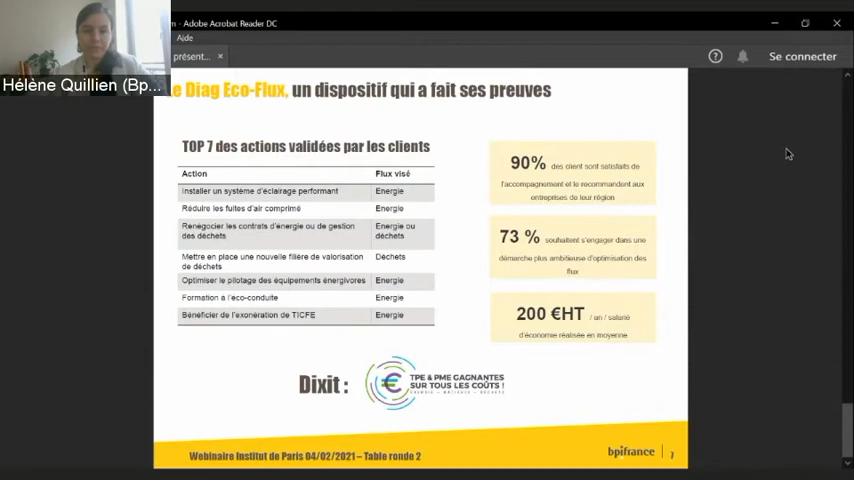 - Adobe Acrobat Reader DC
Aide
présent... ×
Se connecter
Hélène Quillien (Bp...
e Diag Eco-Flux, un dispositif qui a fait ses preuves
TOP 7 des actions validées par les clients
Action Flux visé
Installer un système d'éclairage performant Energie
Réduire les fuites d'air comprimé Energie
Renégocier les contrats d'énergie ou de gestion Energie ou
des déchets déchets
Mettre en place une nouvelle filière de valorisation Déchets
de déchets
Optimiser le pilotage des équipements énergivores Energie
Formation à l'éco-conduite Energie
Bénéficier de l'exonération de TICFE Energie
90% des client sont satisfaits de
l'accompagnement et le recommandent aux
entreprises de leur région
73 % souhaitent s'engager dans une
démarche plus ambitieuse d'optimisation des
flux
200 €HT / an / salarié
d'économie réalisée en moyenne
Dixit :
TPE & PME GAGNANTES
SUR TOUS LES COÛTS !
ÉNERGIE – MATIÈRES – DÉCHETS
Webinaire Institut de Paris 04/02/2021 – Table ronde 2
bpifrance 7